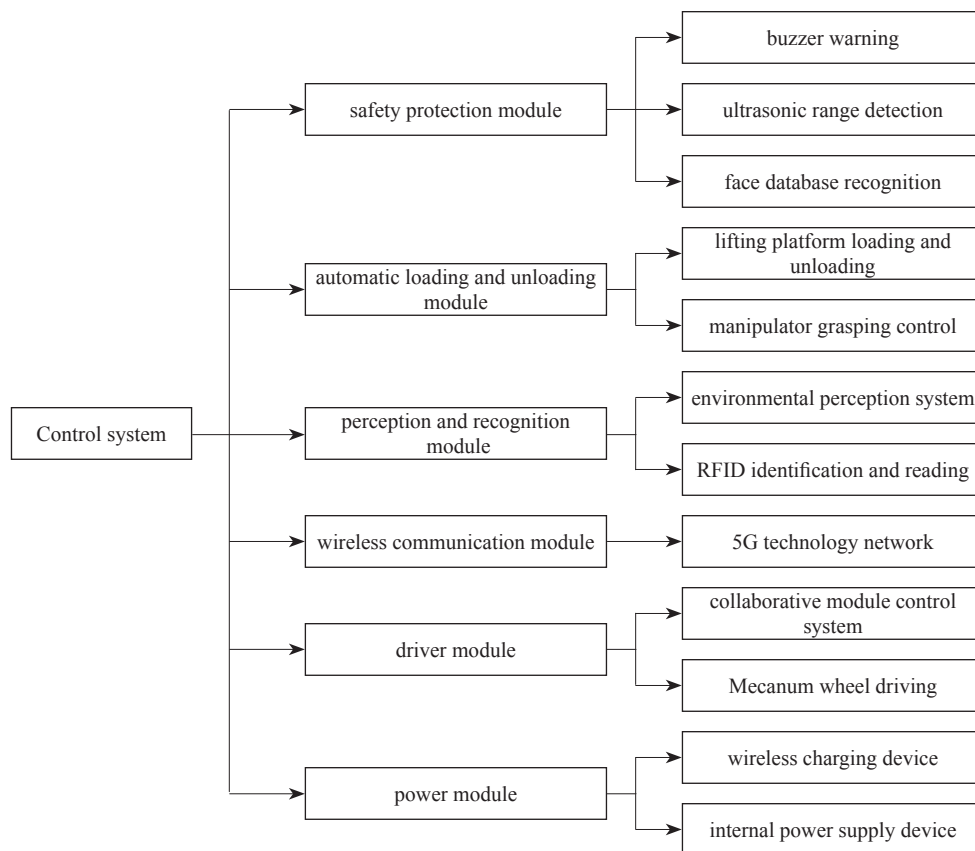 buzzer warning
safety protection module
ultrasonic range detection
face database recognition
lifting platform loading and
unloading
automatic loading and unloading
module
manipulator grasping control
environmental perception system
Control system
perception and recognition
module
RFID identification and reading
wireless communication module
5G technology network
collaborative module control
system
driver module
Mecanum wheel driving
wireless charging device
power module
internal power supply device